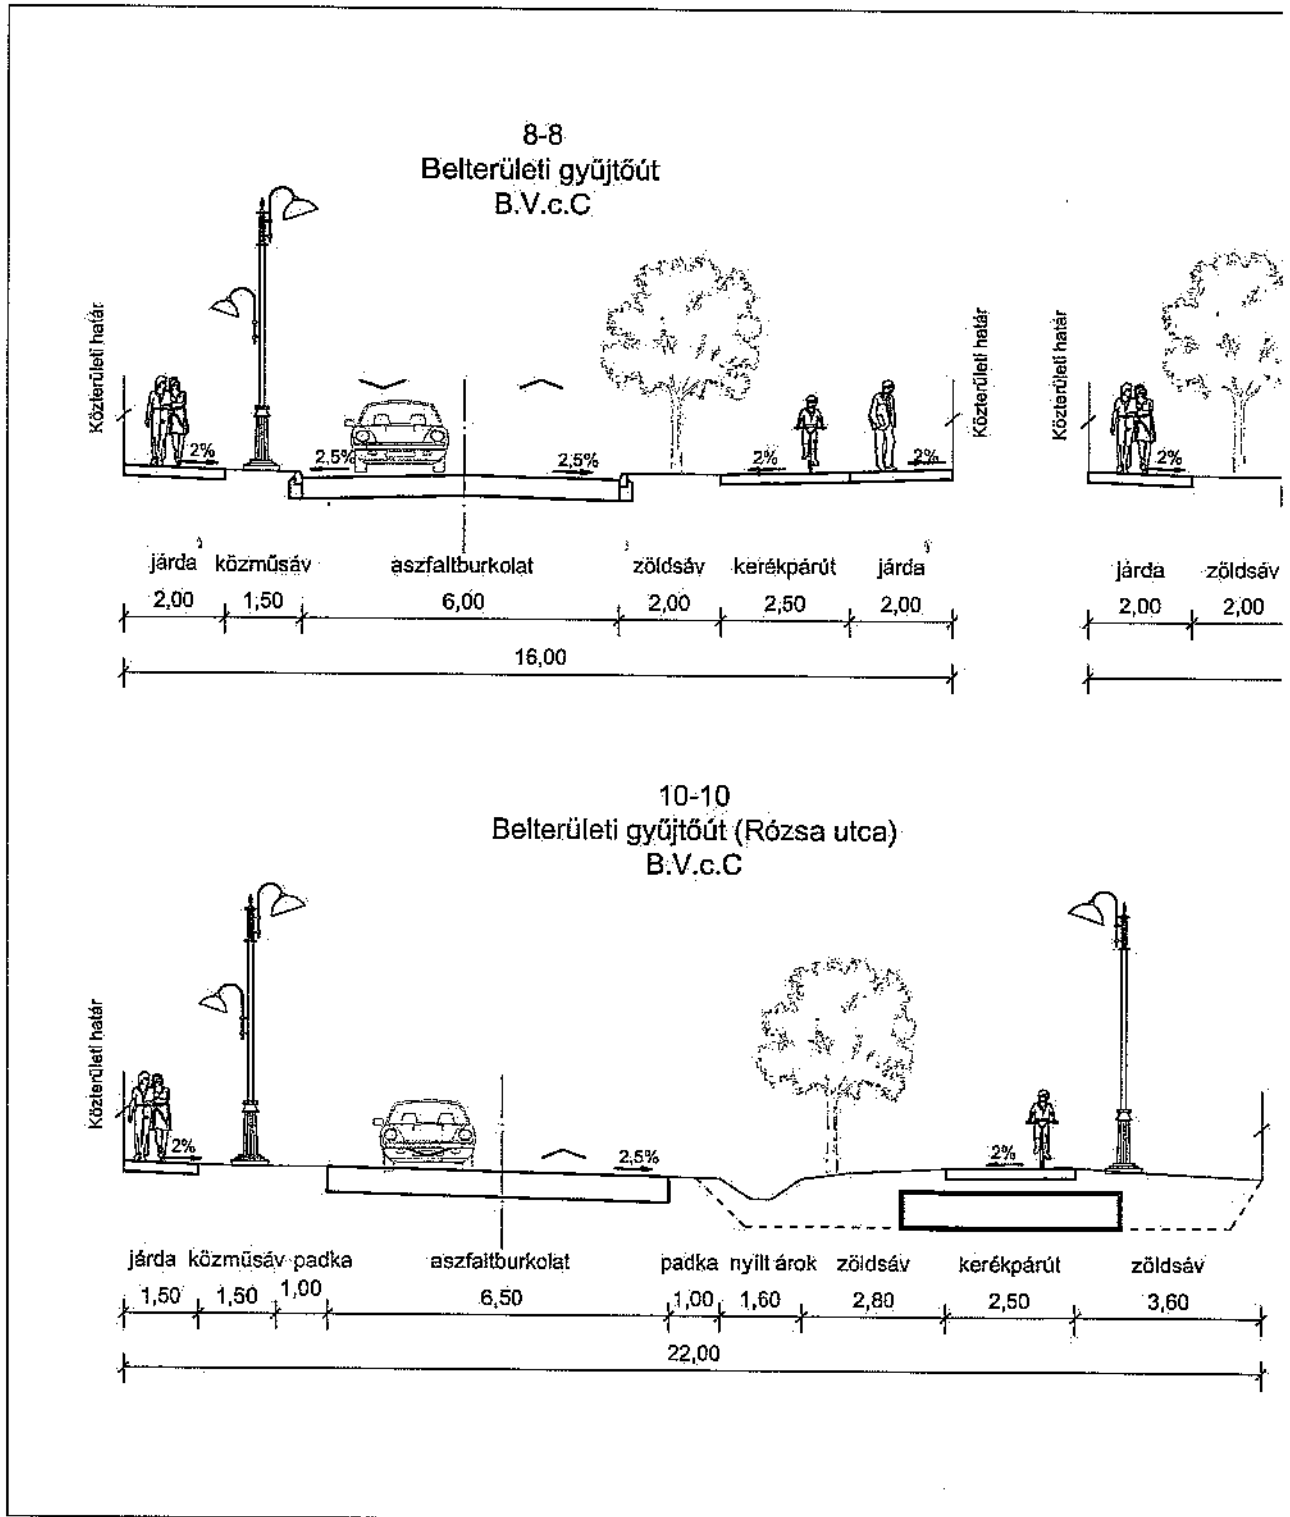 8-8
Belterületi gyűjtőút
B.V.c.C
Közterületi határ
Közterületi határ
Közterületi határ
2%
2,5%
2,5%
2%
2%
2%
járda közműsáv aszfaltburkolat zöldsáv kerékpárút járda
2,00 1,50 6,00 2,00 2,50 2,00
16,00
járda zöldsáv
2,00 2,00
10-10
Belterületi gyűjtőút (Rózsa utca)
B.V.c.C
Közterületi határ
2%
2,5%
2%
járda közműsáv padka aszfaltburkolat padka nyílt árok zöldsáv kerékpárút zöldsáv
1,50 1,50 1,00 6,50 1,00 1,60 2,80 2,50 3,60
22,00